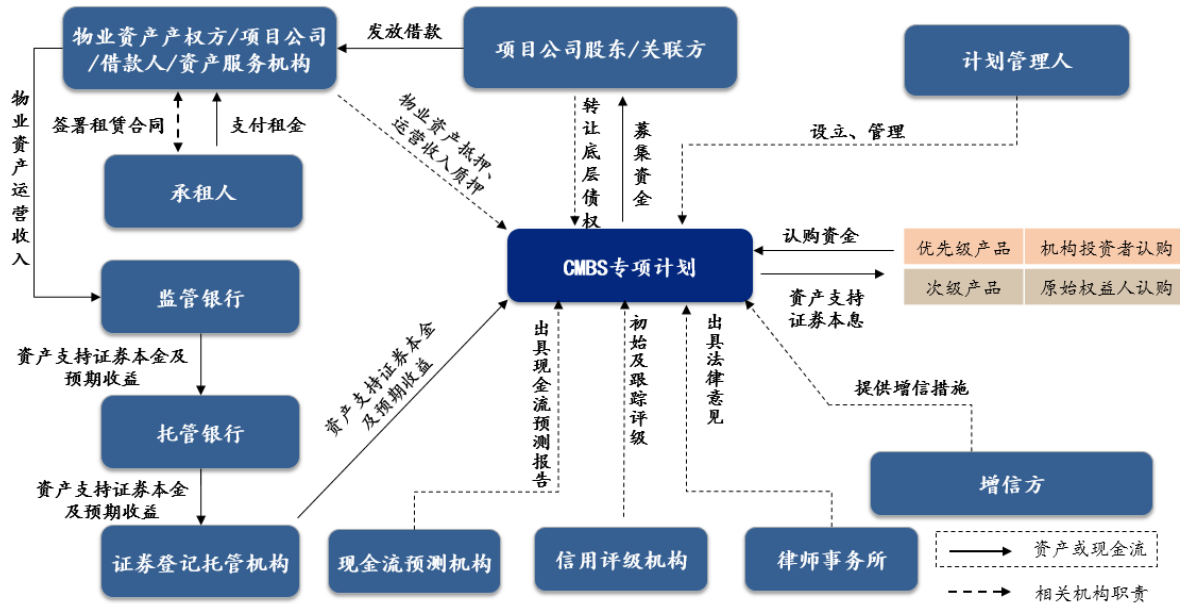 物业资产产权方/项目公司
/借款人/资产服务机构
发放借款
项目公司股东/关联方
计划管理人
物业资产运营收入
签署租赁合同
支付租金
物业资产抵押、
运营收入质押
转让底层债权
募集资金
设立、管理
承租人
CMBS专项计划
认购资金
优先级产品
机构投资者认购
次级产品
原始权益人认购
资产支持
证券本息
监管银行
资产支持证券本金及
预期收益
资产支持证券本金
及预期收益
出具现金流预测报告
初始及跟踪评级
出具法律意见
提供增信措施
托管银行
资产支持证券本金
及预期收益
增信方
证券登记托管机构
现金流预测机构
信用评级机构
律师事务所
资产或现金流
相关机构职责